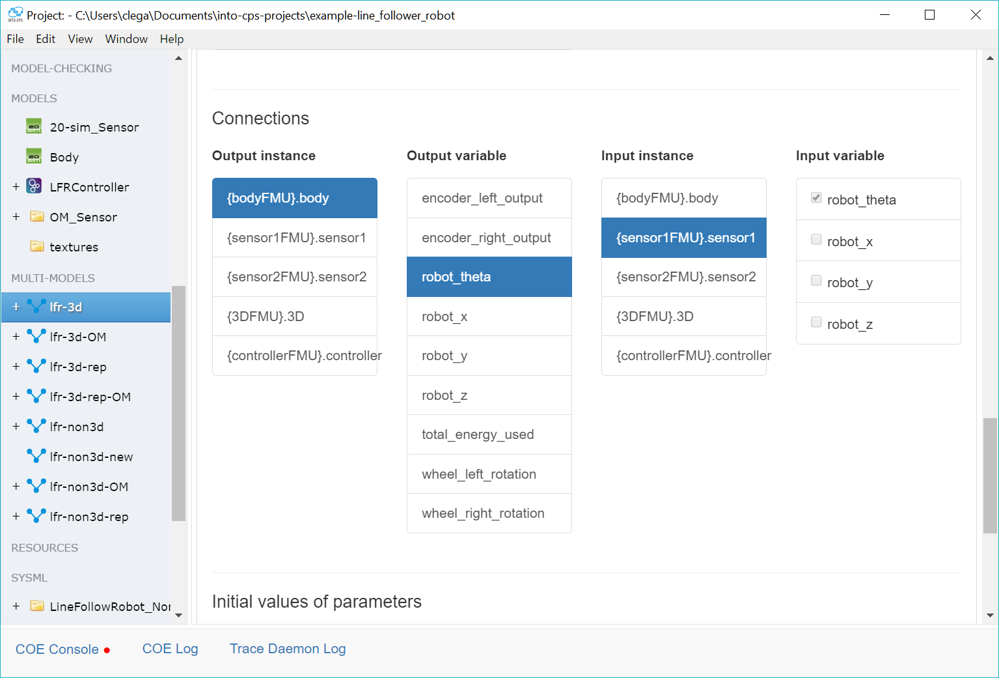 INTO-CPS
Project: - C:\Users\clega\Documents\into-cps-projects\example-line_follower_robot
File Edit View Window Help
MODEL-CHECKING
MODELS
20-sim_Sensor
Body
+ LFRController
+ OM_Sensor
textures
MULTI-MODELS
+ lfr-3d
+ lfr-3d-OM
+ lfr-3d-rep
+ lfr-3d-rep-OM
+ lfr-non3d
lfr-non3d-new
+ lfr-non3d-OM
+ lfr-non3d-rep
RESOURCES
SYSML
+ LineFollowRobot_Nor
Connections
Output instance
{bodyFMU}.body
{sensor1FMU}.sensor1
{sensor2FMU}.sensor2
{3DFMU}.3D
{controllerFMU}.controller
Output variable
encoder_left_output
encoder_right_output
robot_theta
robot_x
robot_y
robot_z
total_energy_used
wheel_left_rotation
wheel_right_rotation
Input instance
{bodyFMU}.body
{sensor1FMU}.sensor1
{sensor2FMU}.sensor2
{3DFMU}.3D
{controllerFMU}.controller
Input variable
robot_theta
robot_x
robot_y
robot_z
Initial values of parameters
COE Console COE Log Trace Daemon Log